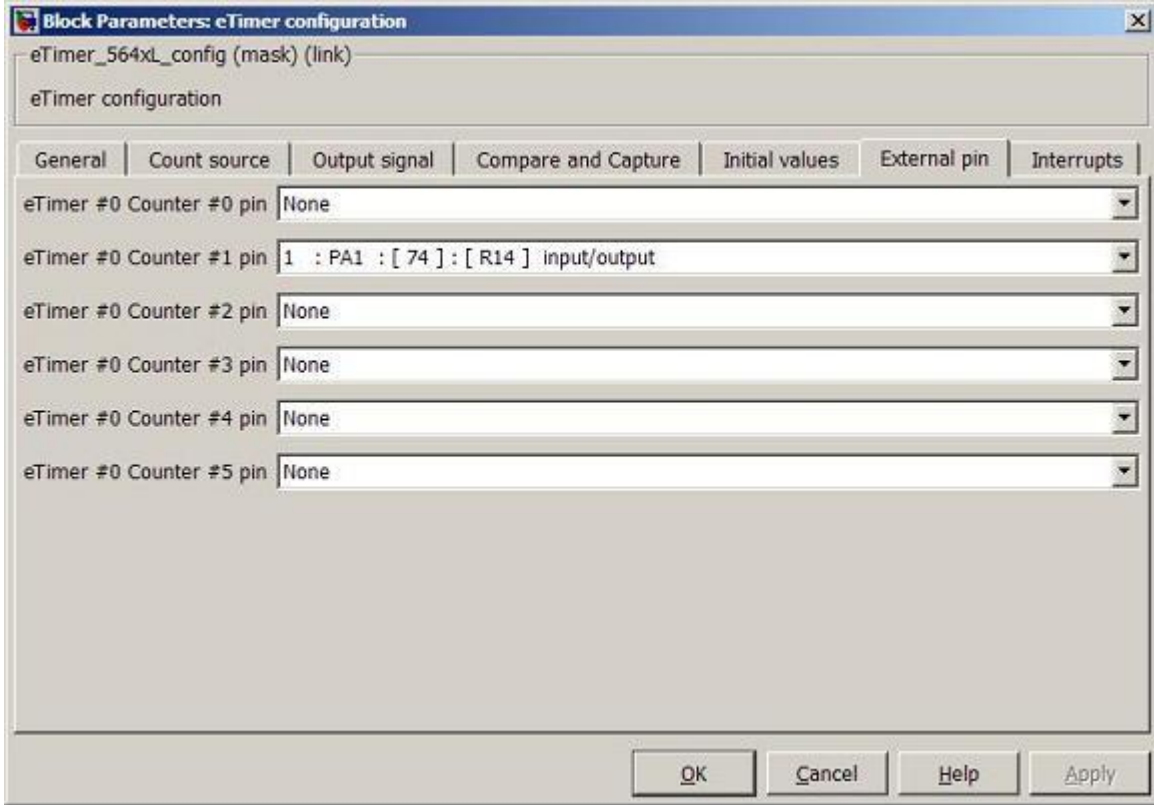 Block Parameters: eTimer configuration
eTimer_564xL_config (mask) (link)
eTimer configuration
General Count source Output signal Compare and Capture Initial values External pin Interrupts
eTimer #0 Counter #0 pin None
eTimer #0 Counter #1 pin 1 : PA1 : [ 74 ] : [ R14 ] input/output
eTimer #0 Counter #2 pin None
eTimer #0 Counter #3 pin None
eTimer #0 Counter #4 pin None
eTimer #0 Counter #5 pin None
OK Cancel Help Apply